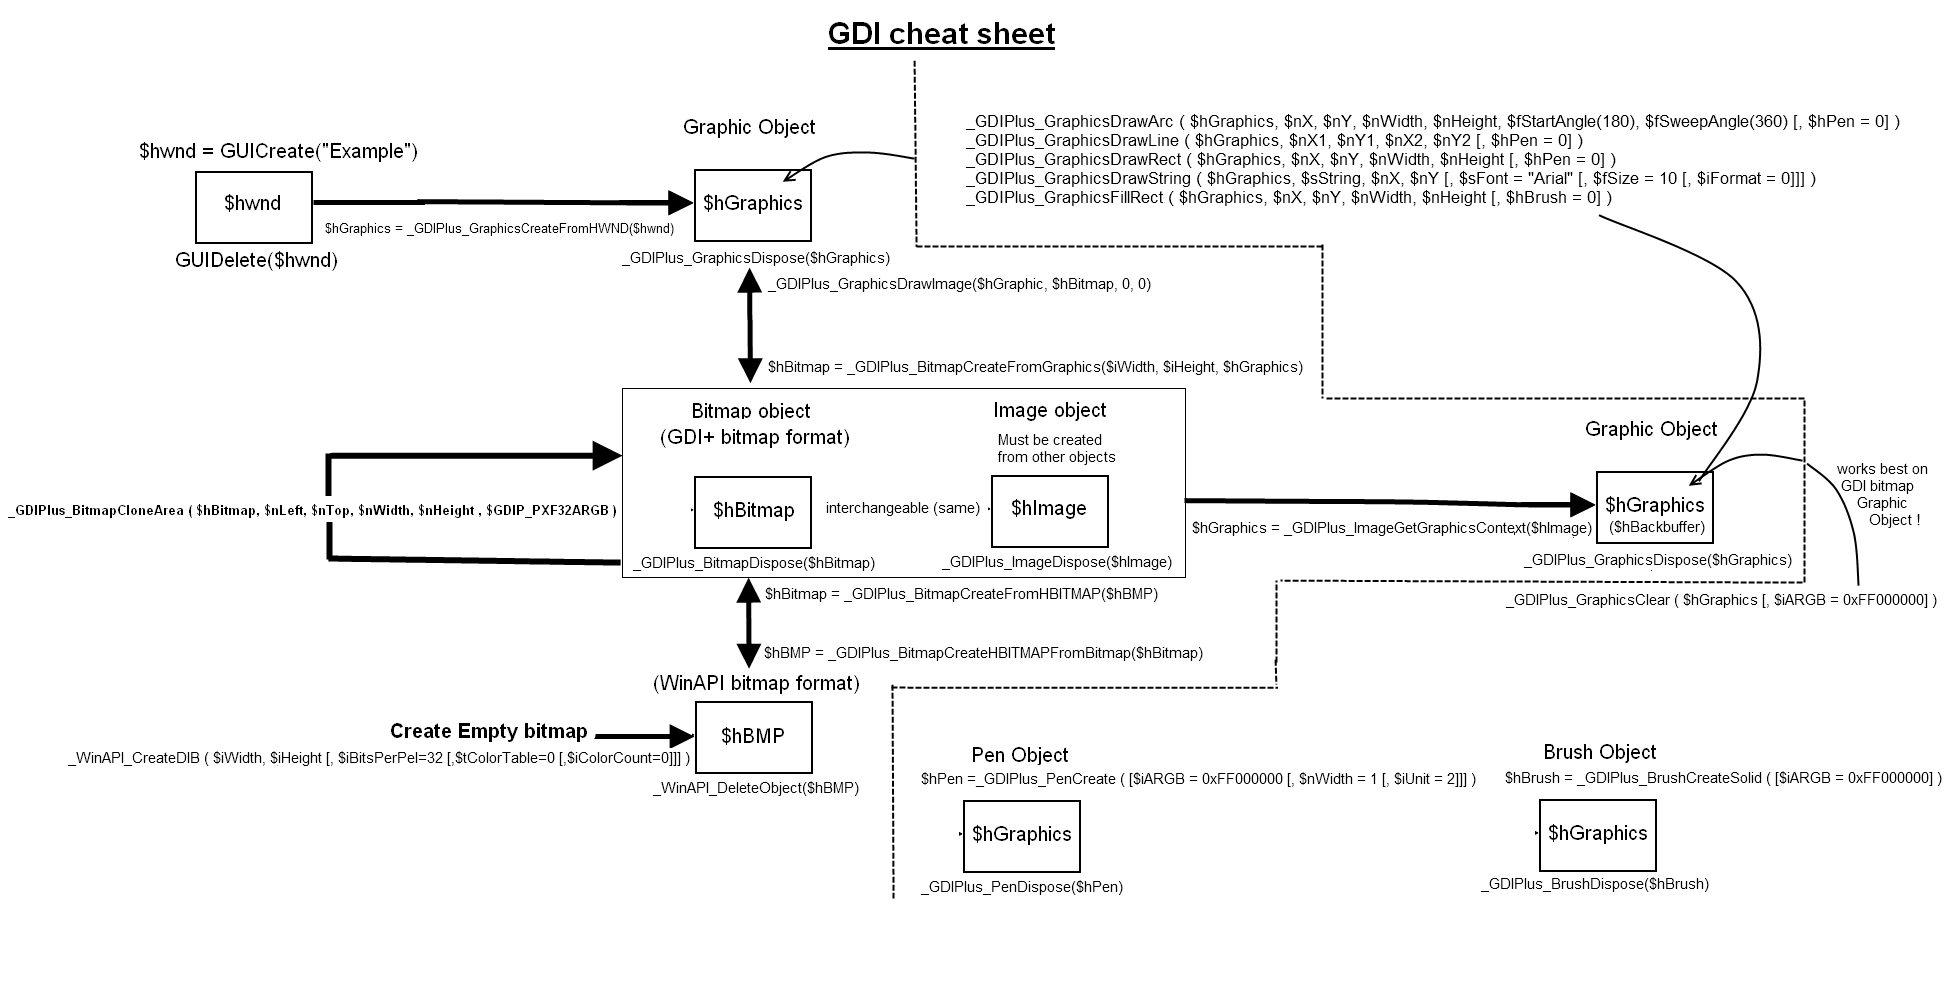 GDI cheat sheet
Graphic Object
$hwnd = GUICreate("Example")
$hwnd
GUIDelete($hwnd)
$hGraphics = _GDIPlus_GraphicsCreateFromHWND($hwnd)
$hGraphics
_GDIPlus_GraphicsDispose($hGraphics)
_GDIPlus_GraphicsDrawArc ( $hGraphics, $nX, $nY, $nWidth, $nHeight, $fStartAngle(180), $fSweepAngle(360) [, $hPen = 0] )
_GDIPlus_GraphicsDrawLine ( $hGraphics, $nX1, $nY1, $nX2, $nY2 [, $hPen = 0] )
_GDIPlus_GraphicsDrawRect ( $hGraphics, $nX, $nY, $nWidth, $nHeight [, $hPen = 0] )
_GDIPlus_GraphicsDrawString ( $hGraphics, $sString, $nX, $nY [, $sFont = "Arial" [, $fSize = 10 [, $iFormat = 0]]] )
_GDIPlus_GraphicsFillRect ( $hGraphics, $nX, $nY, $nWidth, $nHeight [, $hBrush = 0] )
_GDIPlus_GraphicsDrawImage($hGraphic, $hBitmap, 0, 0)
$hBitmap = _GDIPlus_BitmapCreateFromGraphics($iWidth, $iHeight, $hGraphics)
Bitmap object
(GDI+ bitmap format)
$hBitmap
_GDIPlus_BitmapDispose($hBitmap)
interchangeable (same)
Image object
Must be created
from other objects
$hImage
_GDIPlus_ImageDispose($hImage)
_GDIPlus_BitmapCloneArea ( $hBitmap, $nLeft, $nTop, $nWidth, $nHeight , $GDIP_PXF32ARGB )
$hGraphics = _GDIPlus_ImageGetGraphicsContext($hImage)
Graphic Object
$hGraphics
($hBackbuffer)
_GDIPlus_GraphicsDispose($hGraphics)
works best on
GDI bitmap
Graphic
Object !
_GDIPlus_GraphicsClear ( $hGraphics [, $iARGB = 0xFF000000] )
$hBitmap = _GDIPlus_BitmapCreateFromHBITMAP($hBMP)
$hBMP = _GDIPlus_BitmapCreateHBITMAPFromBitmap($hBitmap)
(WinAPI bitmap format)
Create Empty bitmap
_WinAPI_CreateDIB ( $iWidth, $iHeight [, $iBitsPerPel=32 [,$tColorTable=0 [,$iColorCount=0]]] )
$hBMP
_WinAPI_DeleteObject($hBMP)
Pen Object
$hPen =_GDIPlus_PenCreate ( [$iARGB = 0xFF000000 [, $nWidth = 1 [, $iUnit = 2]]] )
$hGraphics
_GDIPlus_PenDispose($hPen)
Brush Object
$hBrush = _GDIPlus_BrushCreateSolid ( [$iARGB = 0xFF000000] )
$hGraphics
_GDIPlus_BrushDispose($hBrush)